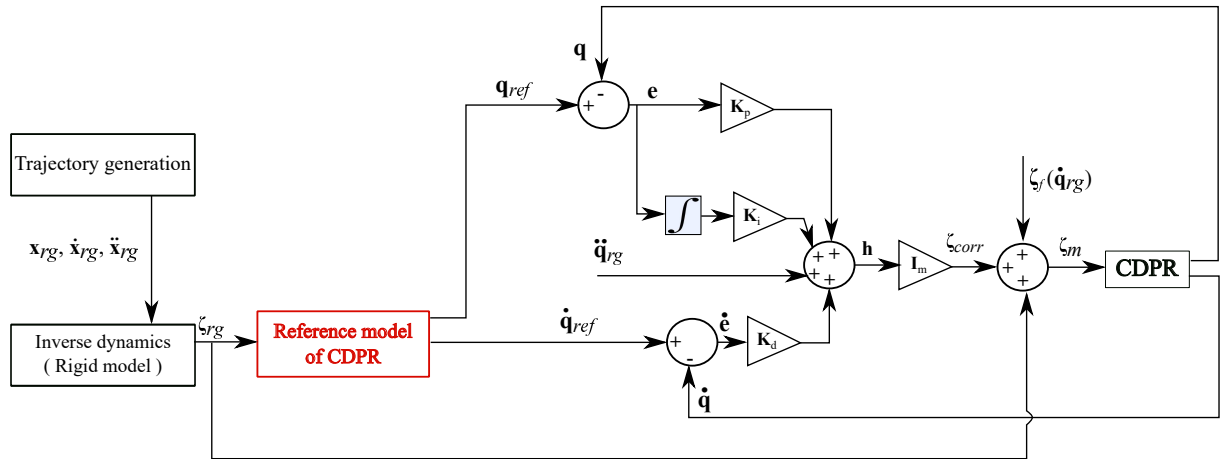 q
q_ref
e
K_p
Trajectory generation
ζ_f(q̇_rg)
∫
K_i
x_rg, ẋ_rg, ẍ_rg
q̈_rg
h
I_m
ζ_corr
ζ_m
CDPR
ζ_rg
Inverse dynamics
( Rigid model )
Reference model
of CDPR
q̇_ref
ė
K_d
q̇
+
-
+
+
+
+
+
+
+
+
-